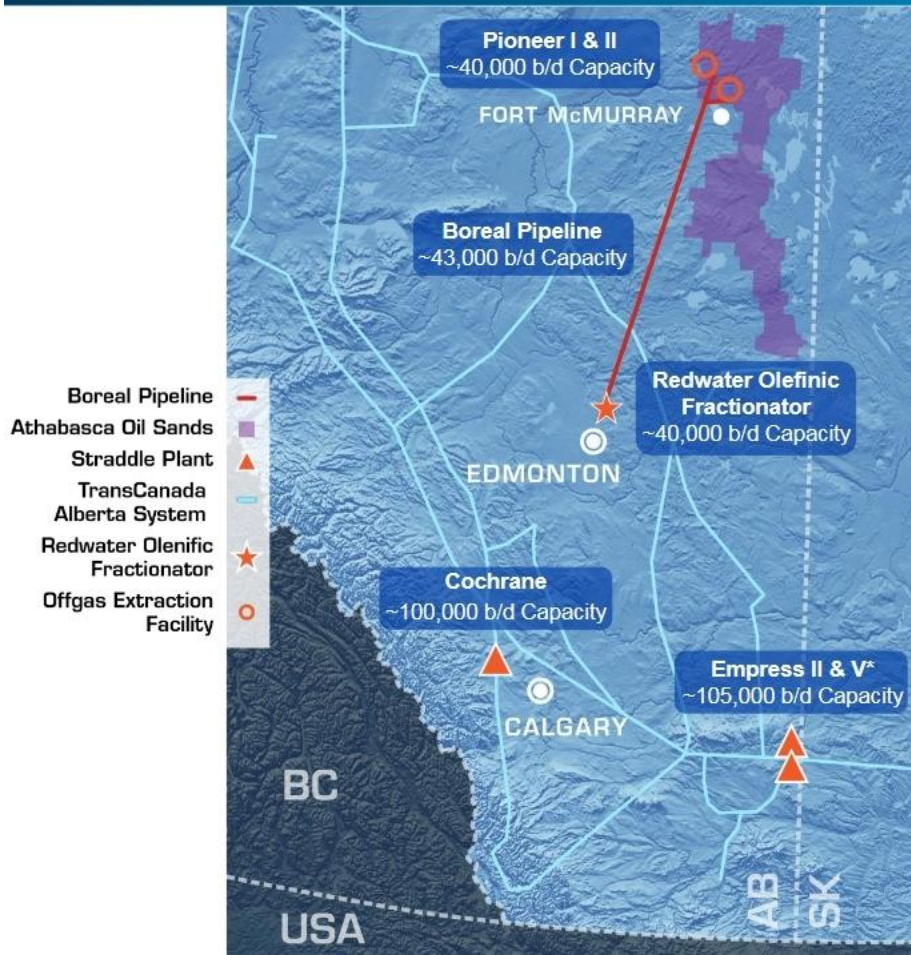 Pioneer I & II
~40,000 b/d Capacity
FORT McMURRAY
Boreal Pipeline
~43,000 b/d Capacity
Redwater Olefinic
Fractionator
~40,000 b/d Capacity
EDMONTON
Boreal Pipeline
Athabasca Oil Sands
Straddle Plant
TransCanada
Alberta System
Redwater Olenific
Fractionator
Offgas Extraction
Facility
Cochrane
~100,000 b/d Capacity
Empress II & V*
~105,000 b/d Capacity
CALGARY
BC
USA
AB
SK